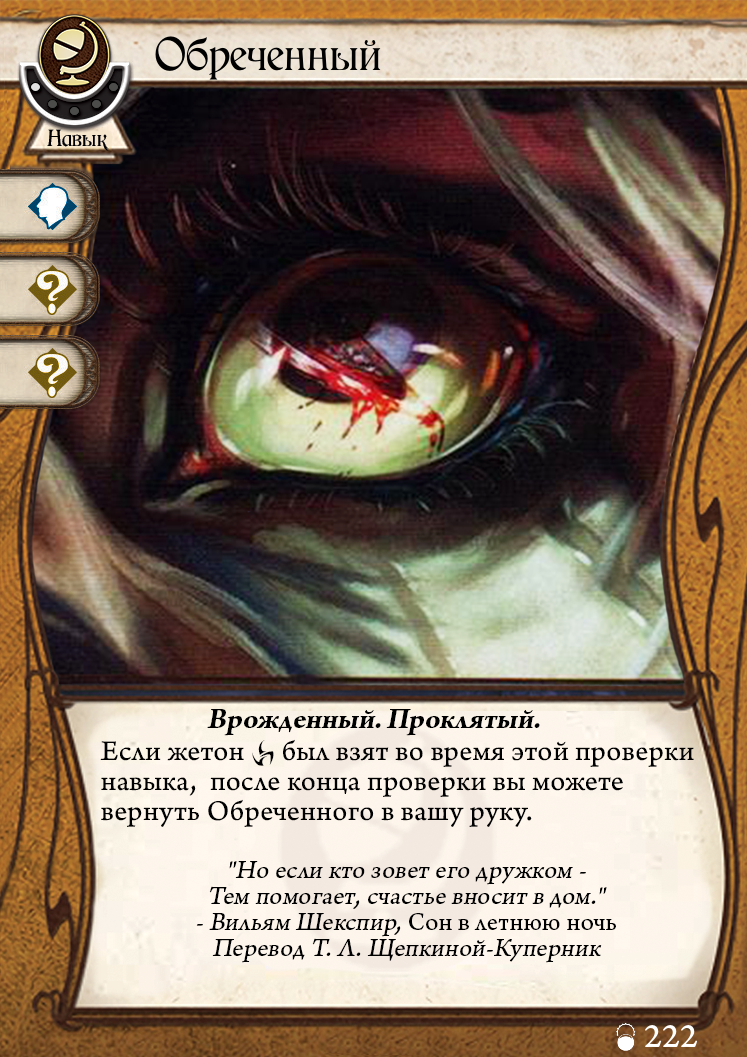 Обреченный
Навык
Врожденный. Проклятый.
Если жетон был взят во время этой проверки
навыка, после конца проверки вы можете
вернуть Обреченного в вашу руку.
"Но если кто зовет его дружком -
Тем помогает, счастье вносит в дом."
- Вильям Шекспир, Сон в летнюю ночь
Перевод Т. Л. Щепкиной-Куперник
222